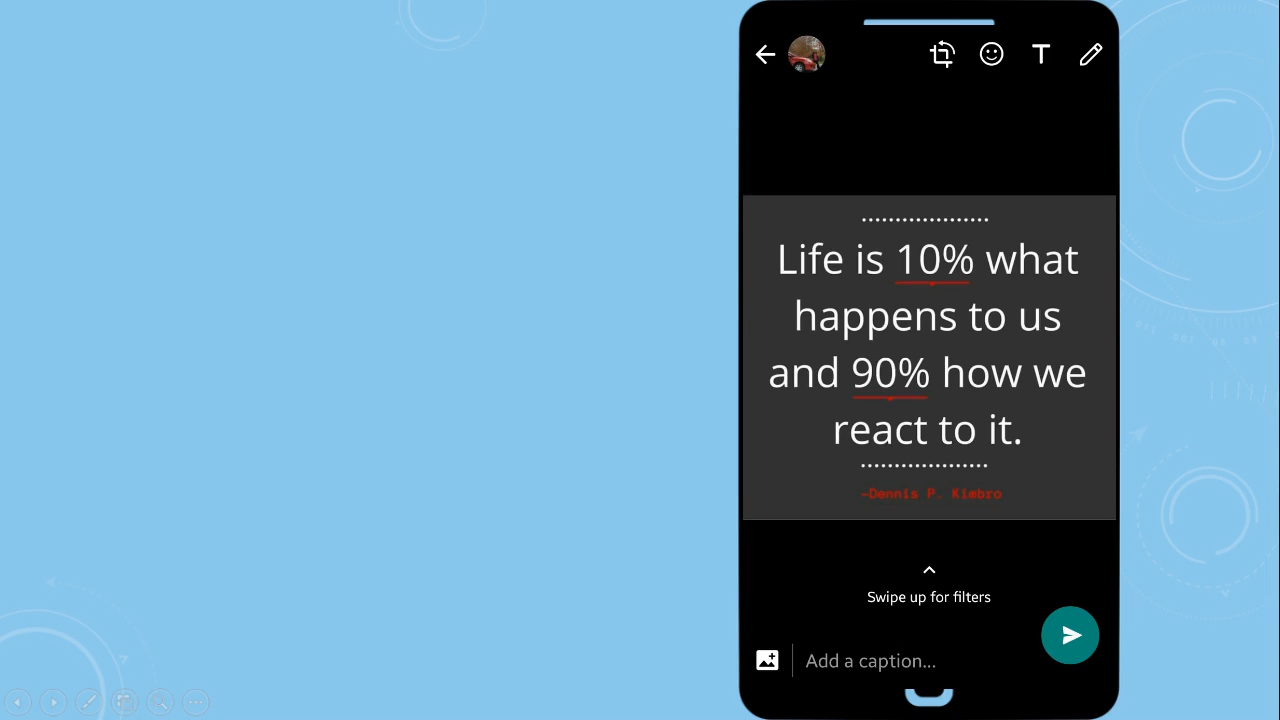 Life is 10% what
happens to us
and 90% how we
react to it.
-Dennis P. Kimbro
Swipe up for filters
Add a caption...